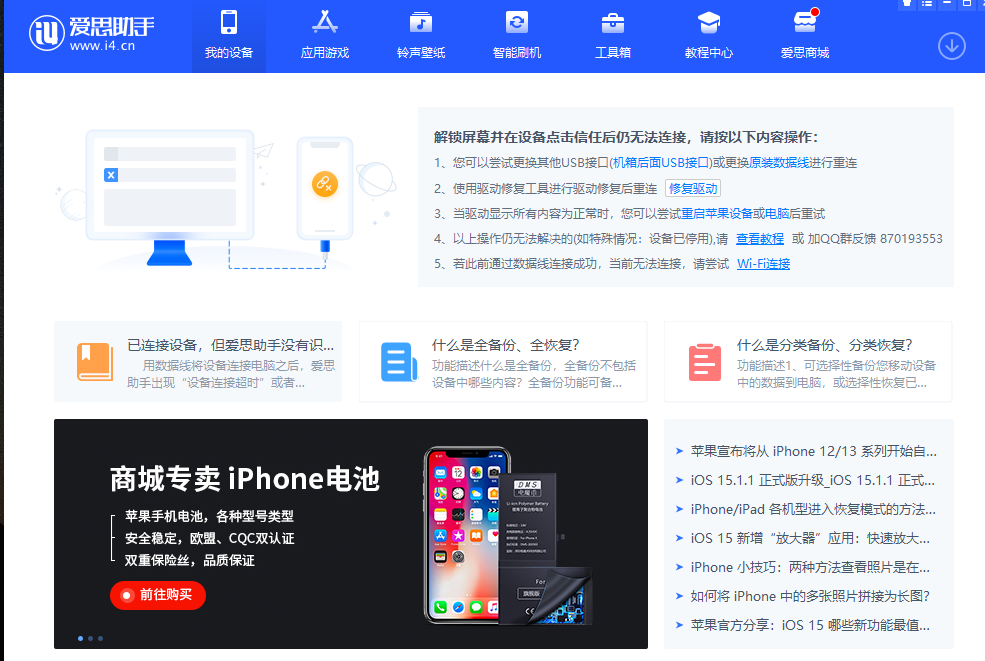 爱思助手
www.i4.cn
我的设备
应用游戏
铃声壁纸
智能刷机
工具箱
教程中心
爱思商城
解锁屏幕并在设备点击信任后仍无法连接，请按以下内容操作：
1、您可以尝试更换其他USB接口(机箱后面USB接口)或更换原装数据线进行重连
2、使用驱动修复工具进行驱动修复后重连 修复驱动
3、当驱动显示所有内容为正常时，您可以尝试重启苹果设备或电脑后重试
4、以上操作仍无法解决的(如特殊情况：设备已停用),请 查看教程 或 加QQ群反馈 870193553
5、若此前通过数据线连接成功，当前无法连接，请尝试 Wi-Fi连接
已连接设备，但爱思助手没有识...
用数据线将设备连接电脑之后，爱思
助手出现“设备连接超时”或者...
什么是全备份、全恢复？
功能描述什么是全备份，全备份不包括
设备中哪些内容？全备份功能可备...
什么是分类备份、分类恢复？
功能描述1、可选择性备份您移动设备
中的数据到电脑，或选择性恢复已...
商城专卖 iPhone电池
苹果手机电池，各种型号类型
安全稳定，欧盟、CQC双认证
双重保险丝，品质保证
前往购买
DMS
Li-ion Polymer Battery
For
旗舰版
苹果宣布将从 iPhone 12/13 系列开始自...
iOS 15.1.1 正式版升级_iOS 15.1.1 正式...
iPhone/iPad 各机型进入恢复模式的方法...
iOS 15 新增“放大器”应用：快速放大...
iPhone 小技巧：两种方法查看照片是在...
如何将 iPhone 中的多张照片拼接为长图？
苹果官方分享：iOS 15 哪些新功能最值...